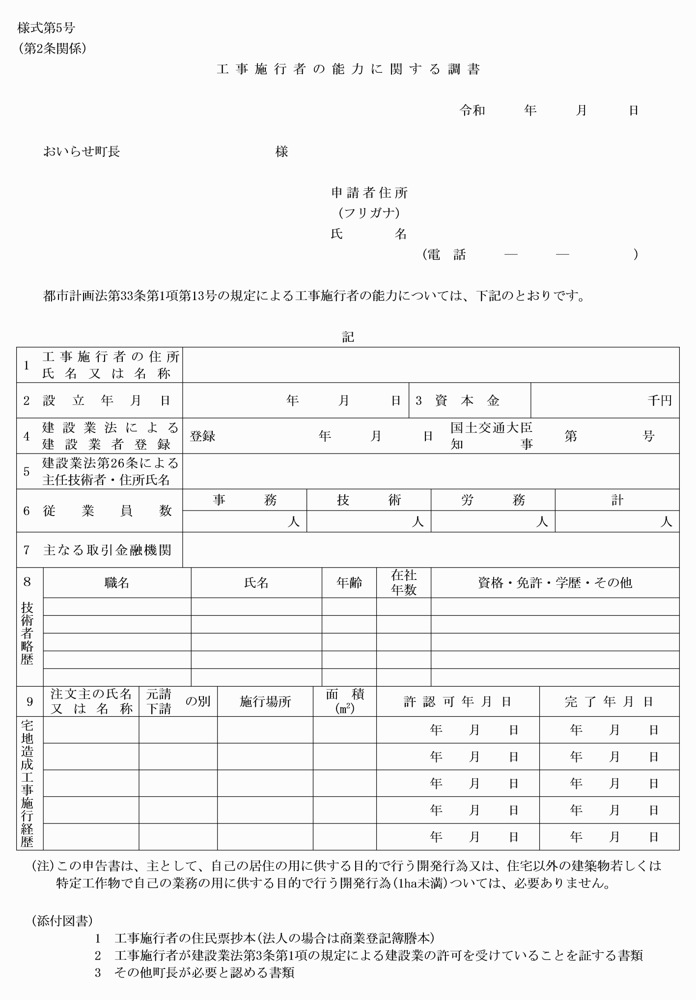 様式第5号
（第2条関係）
工事施行者の能力に関する調書
令和　　　年　　　月　　　日
おいらせ町長　　　　　　　　　　　　様
申請者住所
（フリガナ）
氏　　　　名
（電　話　　　―　　　―　　　　　）
都市計画法第33条第1項第13号の規定による工事施行者の能力については、下記のとおりです。
記
1　工事施行者の住所
氏名又は名称
2　設立年月日　　　年　　　月　　　日　3　資本金　　　千円
4　建設業法による
建設業者登録
登録　　　年　　　月　　　日　国土交通大臣
知事　第　　　号
5　建設業法第26条による
主任技術者・住所氏名
6　従業員数　事務　技術　労務　計
人　人　人　人
7　主なる取引金融機関
8　技術者略歴
職名　氏名　年齢　在社
年数　資格・免許・学歴・その他
9　宅地造成工事施行経歴
注文主の氏名
又は名称
元請
下請　の別
施行場所
面　積
(m²)
許認可年月日　完了年月日
年　月　日　年　月　日
年　月　日　年　月　日
年　月　日　年　月　日
年　月　日　年　月　日
年　月　日　年　月　日
(注)この申告書は、主として、自己の居住の用に供する目的で行う開発行為又は、住宅以外の建築物若しくは
特定工作物で自己の業務の用に供する目的で行う開発行為(1ha未満)ついては、必要ありません。
（添付図書）
1　工事施行者の住民票抄本(法人の場合は商業登記簿謄本)
2　工事施行者が建設業法第3条第1項の規定による建設業の許可を受けていることを証する書類
3　その他町長が必要と認める書類